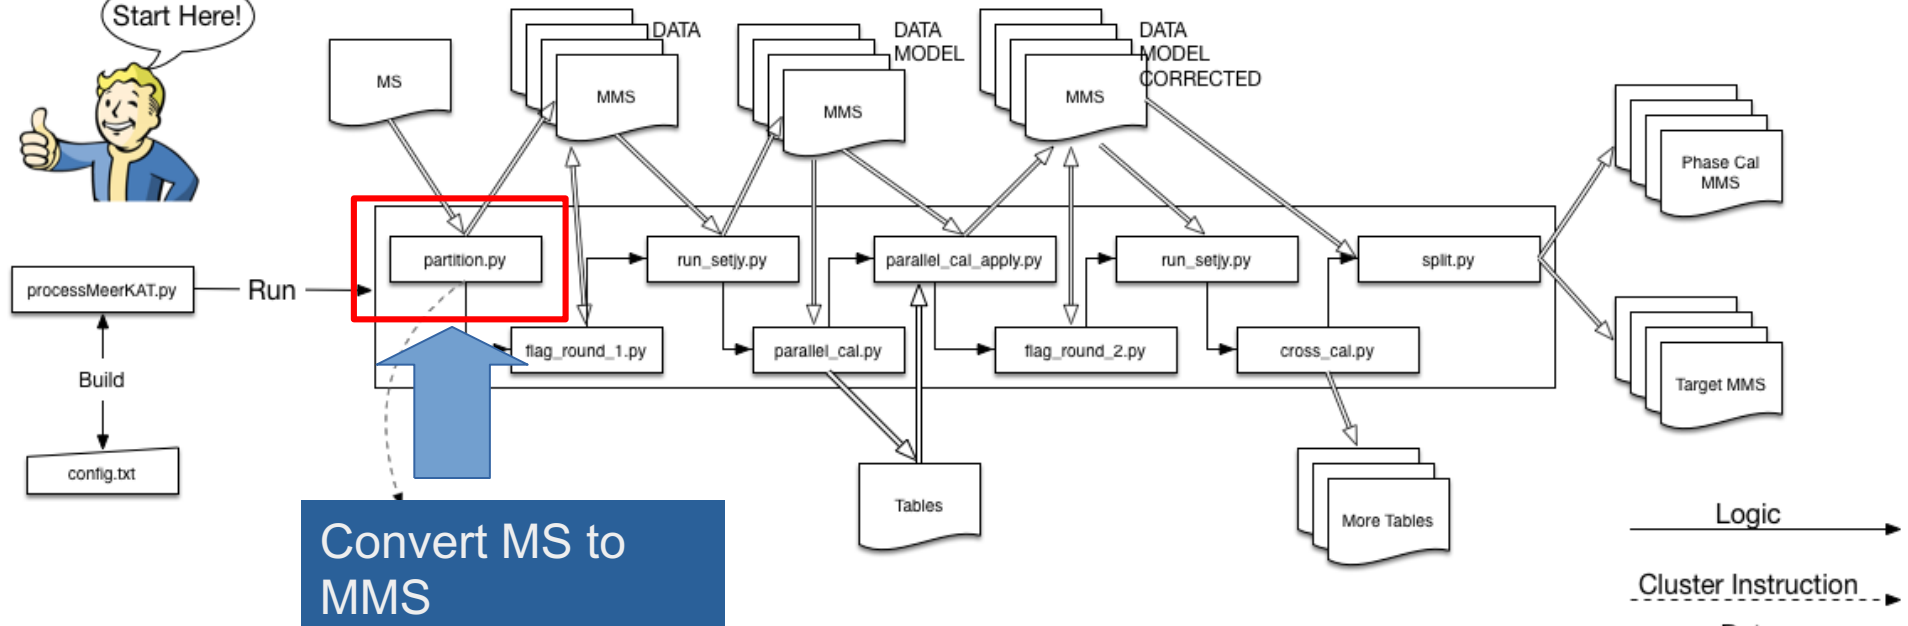 Start Here!
MS
DATA
MMS
DATA
MODEL
MMS
DATA
MODEL
CORRECTED
MMS
Phase Cal
MMS
partition.py
run_setjy.py
parallel_cal_apply.py
run_setjy.py
split.py
processMeerKAT.py
Run
flag_round_1.py
parallel_cal.py
flag_round_2.py
cross_cal.py
Build
Target MMS
config.txt
Tables
More Tables
Convert MS to
MMS
Logic
Cluster Instruction